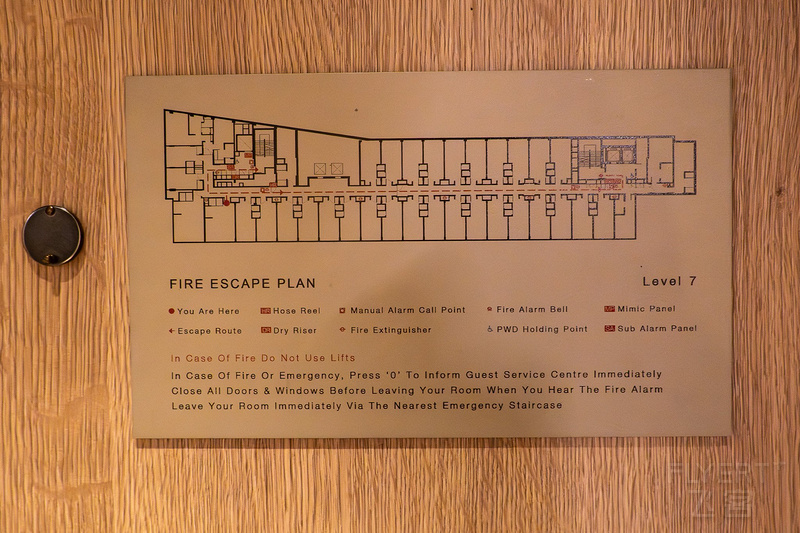 FIRE ESCAPE PLAN
Level 7
You Are Here
Hose Reel
Manual Alarm Call Point
Fire Alarm Bell
Mimic Panel
Escape Route
Dry Riser
Fire Extinguisher
PWD Holding Point
Sub Alarm Panel
In Case Of Fire Do Not Use Lifts
In Case Of Fire Or Emergency, Press '0' To Inform Guest Service Centre Immediately
Close All Doors & Windows Before Leaving Your Room When You Hear The Fire Alarm
Leave Your Room Immediately Via The Nearest Emergency Staircase